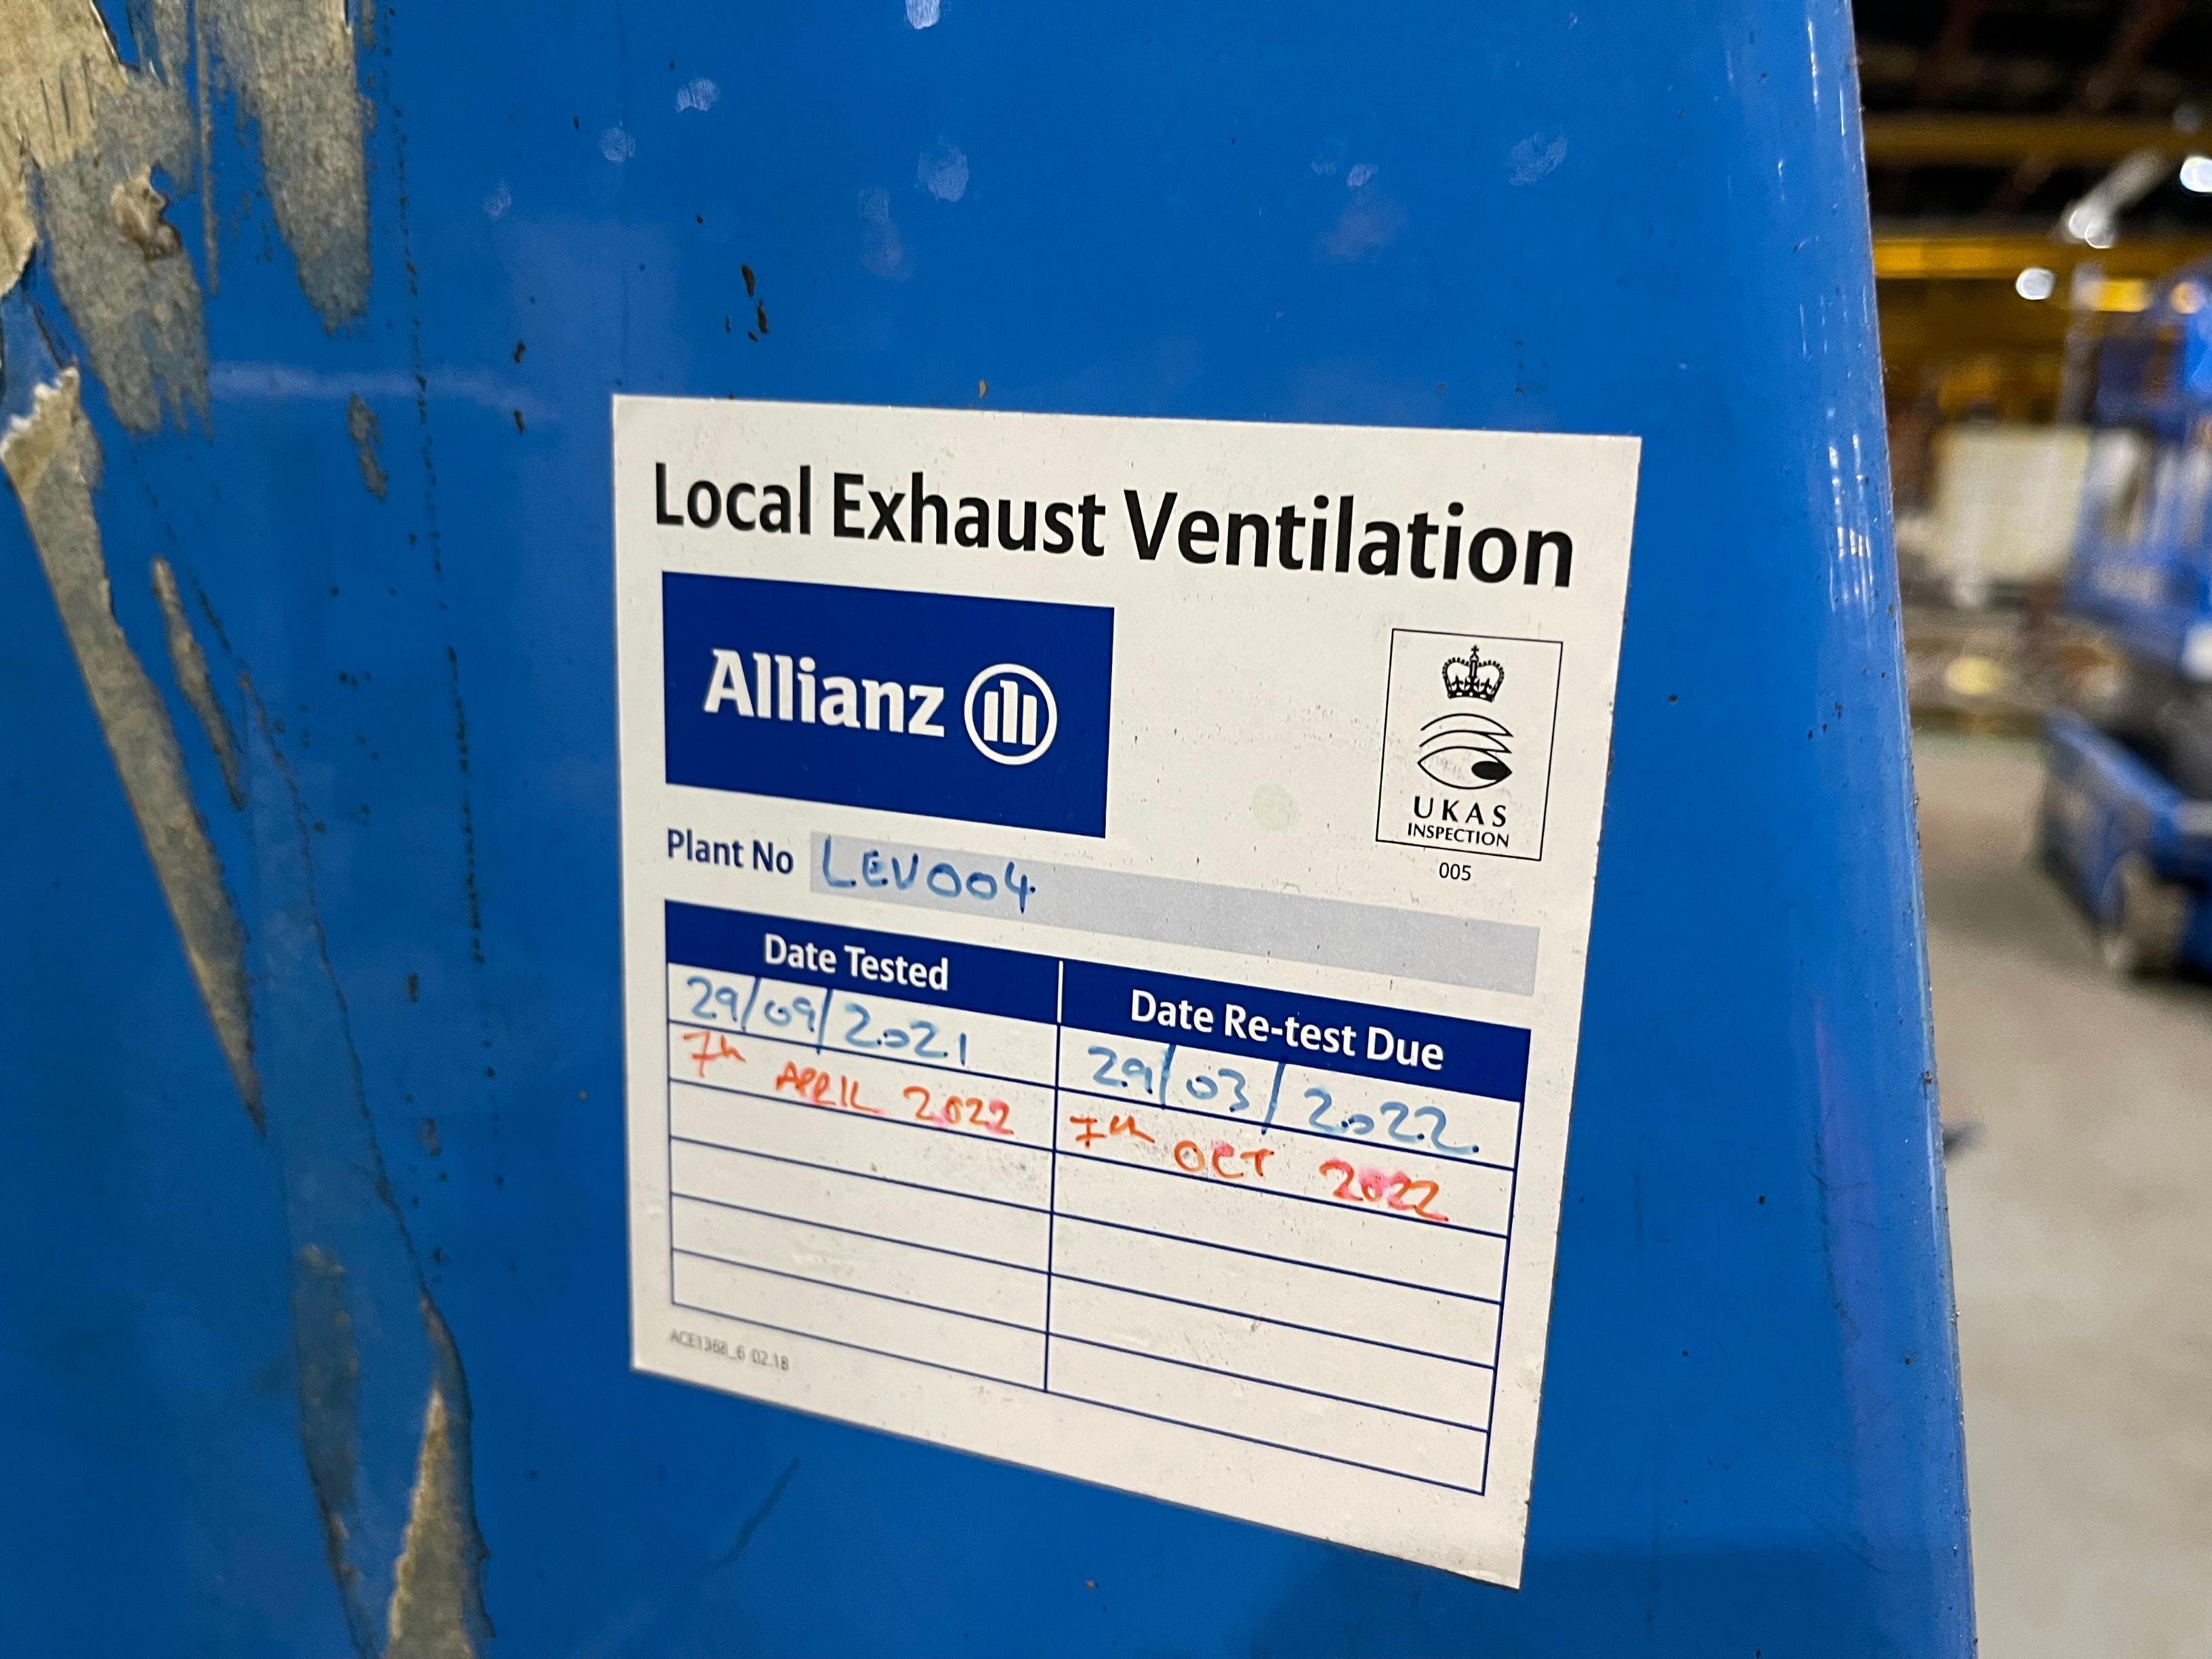 Local Exhaust Ventilation
Allianz
UKAS
INSPECTION
005
Plant No LEV004
Date Tested Date Re-test Due
29/09/2021 29/03/2022
7th APRIL 2022 7th OCT 2022
ACE1368_6 02.18